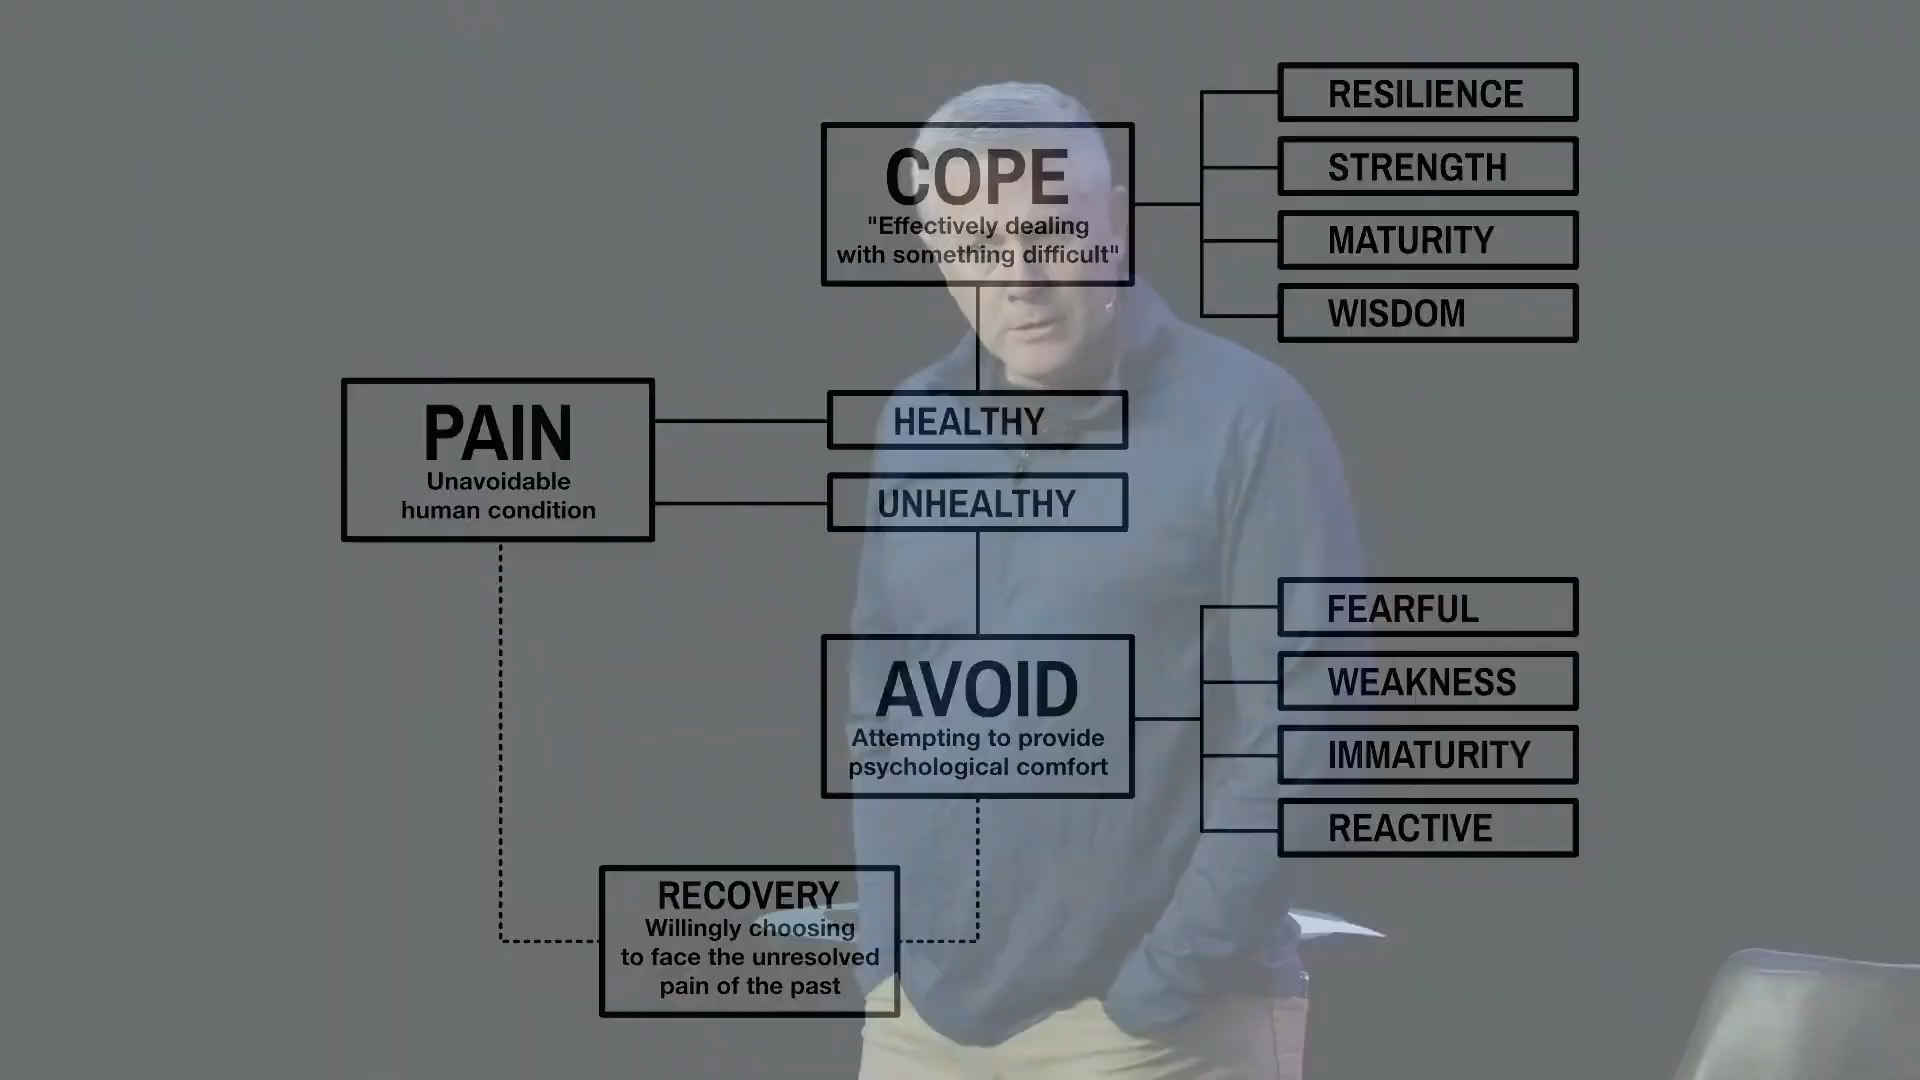 PAIN
Unavoidable
human condition
HEALTHY
UNHEALTHY
COPE
"Effectively dealing
with something difficult"
RESILIENCE
STRENGTH
MATURITY
WISDOM
AVOID
Attempting to provide
psychological comfort
FEARFUL
WEAKNESS
IMMATURITY
REACTIVE
RECOVERY
Willingly choosing
to face the unresolved
pain of the past